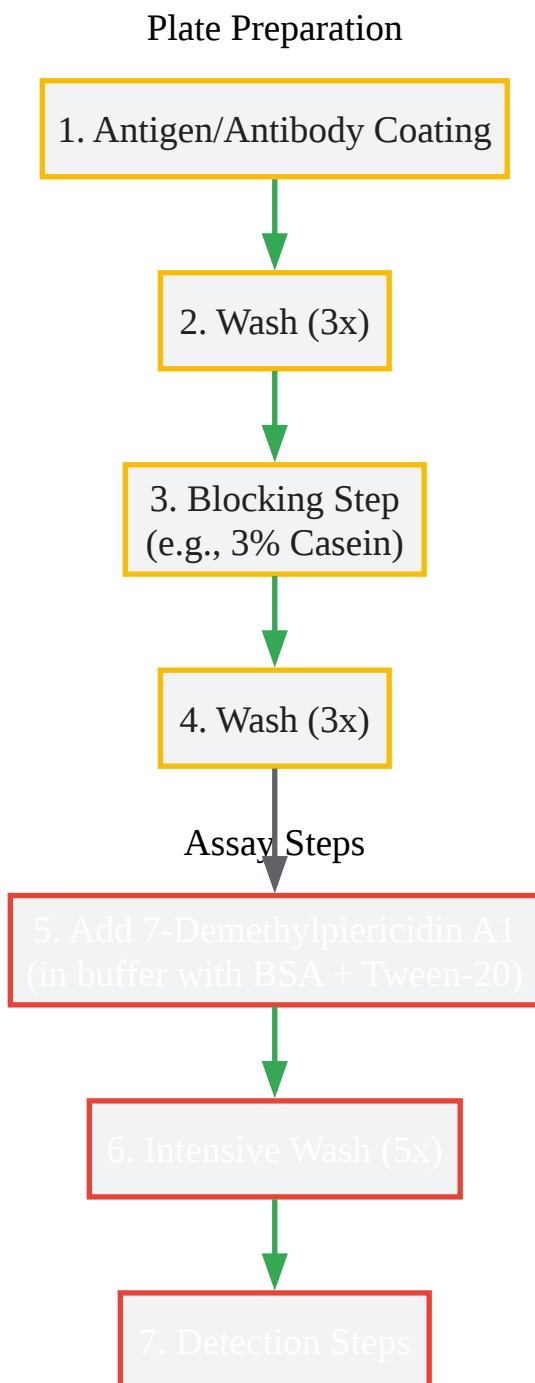 Plate Preparation
1. Antigen/Antibody Coating
2. Wash (3x)
3. Blocking Step
(e.g., 3% Casein)
4. Wash (3x)
Assay Steps
5. Add 7-Demethylpiericidin A1
(in buffer with BSA + Tween-20)
6. Intensive Wash (5x)
7. Detection Steps